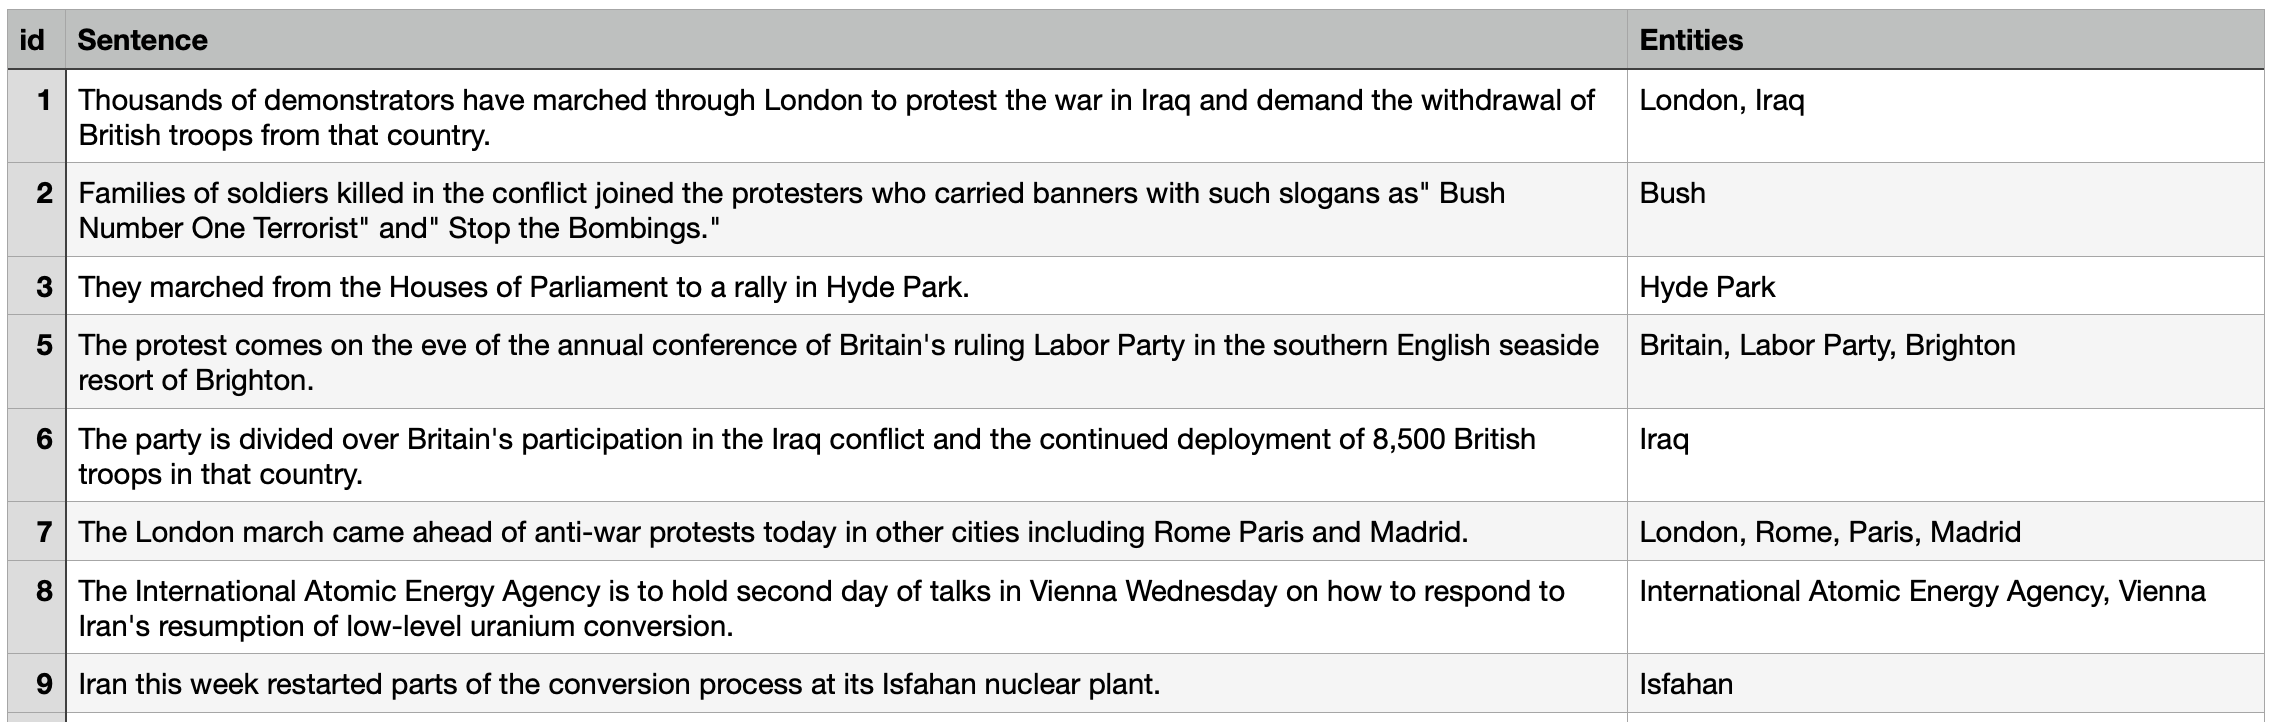 id Sentence Entities
1 Thousands of demonstrators have marched through London to protest the war in Iraq and demand the withdrawal of London, Iraq
British troops from that country.
2 Families of soldiers killed in the conflict joined the protesters who carried banners with such slogans as" Bush Bush
Number One Terrorist" and" Stop the Bombings."
3 They marched from the Houses of Parliament to a rally in Hyde Park. Hyde Park
5 The protest comes on the eve of the annual conference of Britain's ruling Labor Party in the southern English seaside Britain, Labor Party, Brighton
resort of Brighton.
6 The party is divided over Britain's participation in the Iraq conflict and the continued deployment of 8,500 British Iraq
troops in that country.
7 The London march came ahead of anti-war protests today in other cities including Rome Paris and Madrid. London, Rome, Paris, Madrid
8 The International Atomic Energy Agency is to hold second day of talks in Vienna Wednesday on how to respond to International Atomic Energy Agency, Vienna
Iran's resumption of low-level uranium conversion.
9 Iran this week restarted parts of the conversion process at its Isfahan nuclear plant. Isfahan